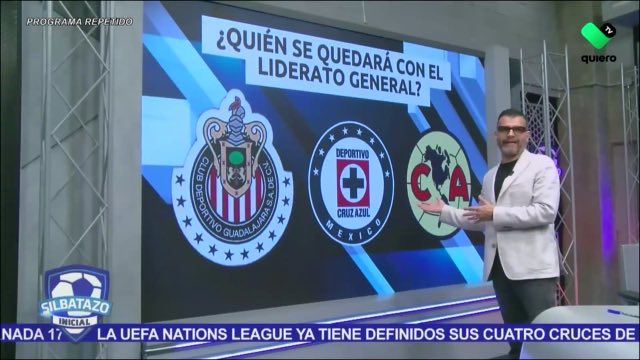 PROGRAMA REPETIDO
¿QUIÉN SE QUEDARÁ CON EL
LIDERATO GENERAL?
quiero
TV
CLUB DEPORTIVO GUADALAJARA S.A. DE C.V.
DEPORTIVO
CRUZ AZUL
MEXICO
C A
SILBATAZO
INICIAL
NADA 17
LA UEFA NATIONS LEAGUE YA TIENE DEFINIDOS SUS CUATRO CRUCES DE